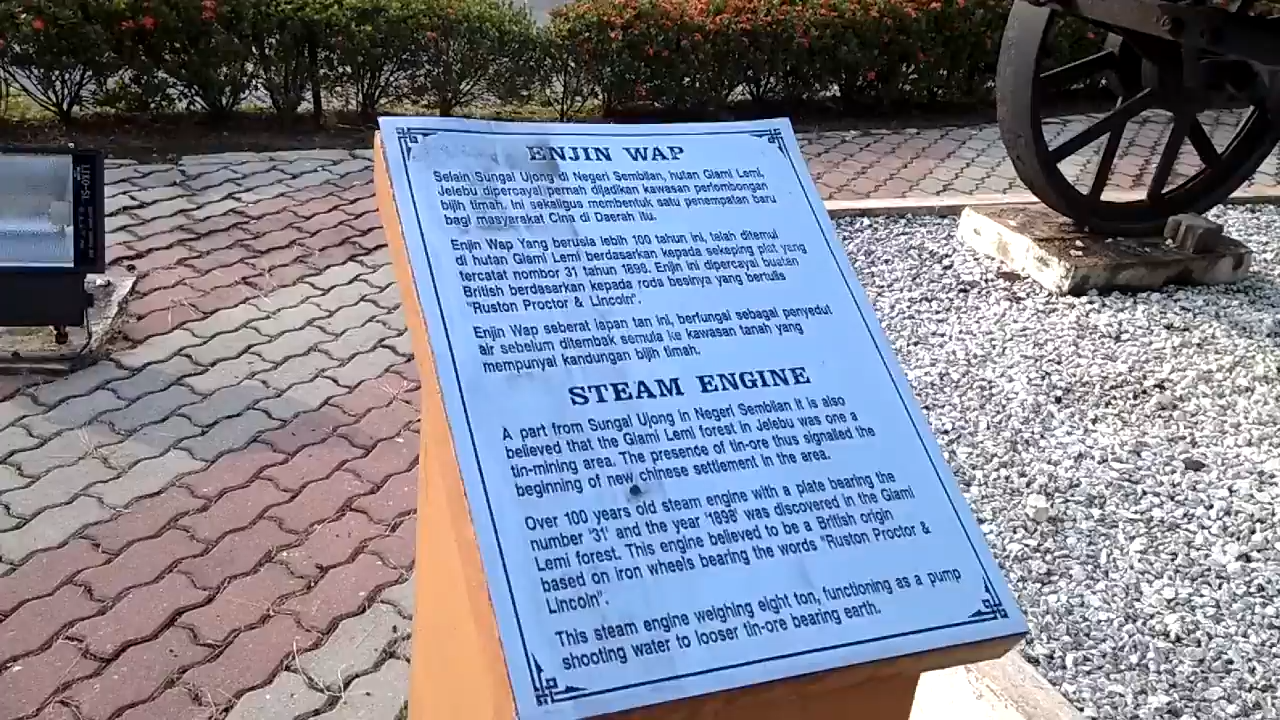 ENJIN WAP
Selain Sungai Ujong di Negeri Sembilan, hutan Glami Lemi,
Jelebu dipercayai pernah dijadikan kawasan perlombongan
bijih timah. Ini sekaligus membentuk satu penempatan baru
bagi masyarakat Cina di Daerah itu.
Enjin Wap Yang berusia lebih 100 tahun ini, telah ditemui
di hutan Glami Lemi berdasarkan kepada sekeping plat yang
tercatat nombor 31 tahun 1898. Enjin ini dipercayai buatan
British berdasarkan kepada roda besinya yang bertulis
"Ruston Proctor & Lincoln".
Enjin Wap seberat lapan tan ini, berfungsi sebagai penyedut
air sebelum ditembak semula ke kawasan tanah yang
mempunyai kandungan bijih timah.
STEAM ENGINE
A part from Sungai Ujong in Negeri Sembilan it is also
believed that the Glami Lemi forest in Jelebu was one a
tin-mining area. The presence of tin-ore thus signalled the
beginning of new chinese settlement in the area.
Over 100 years old steam engine with a plate bearing the
number '31' and the year '1898' was discovered in the Glami
Lemi forest. This engine believed to be a British origin
based on iron wheels bearing the words "Ruston Proctor &
Lincoln".
This steam engine weighing eight ton, functioning as a pump
shooting water to looser tin-ore bearing earth.